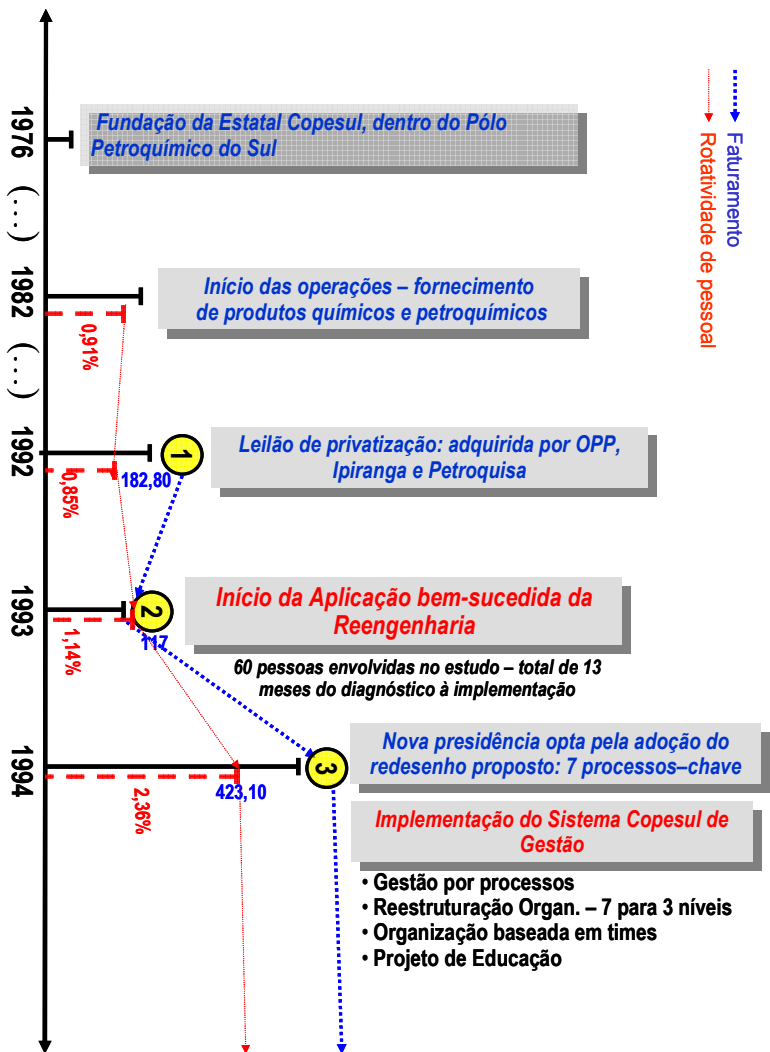 Faturamento
Rotatividade de pessoal
1976
Fundação da Estatal Copesul, dentro do Pólo
Petroquímico do Sul
(…)
1982
Início das operações – fornecimento
de produtos químicos e petroquímicos
0,91%
(…)
1992
1
Leilão de privatização: adquirida por OPP,
Ipiranga e Petroquisa
182,80
0,85%
1993
2
Início da Aplicação bem-sucedida da
Reengenharia
117
1,14%
60 pessoas envolvidas no estudo – total de 13
meses do diagnóstico à implementação
1994
3
Nova presidência opta pela adoção do
redesenho proposto: 7 processos–chave
423,10
2,36%
Implementação do Sistema Copesul de
Gestão
• Gestão por processos
• Reestruturação Organ. – 7 para 3 níveis
• Organização baseada em times
• Projeto de Educação